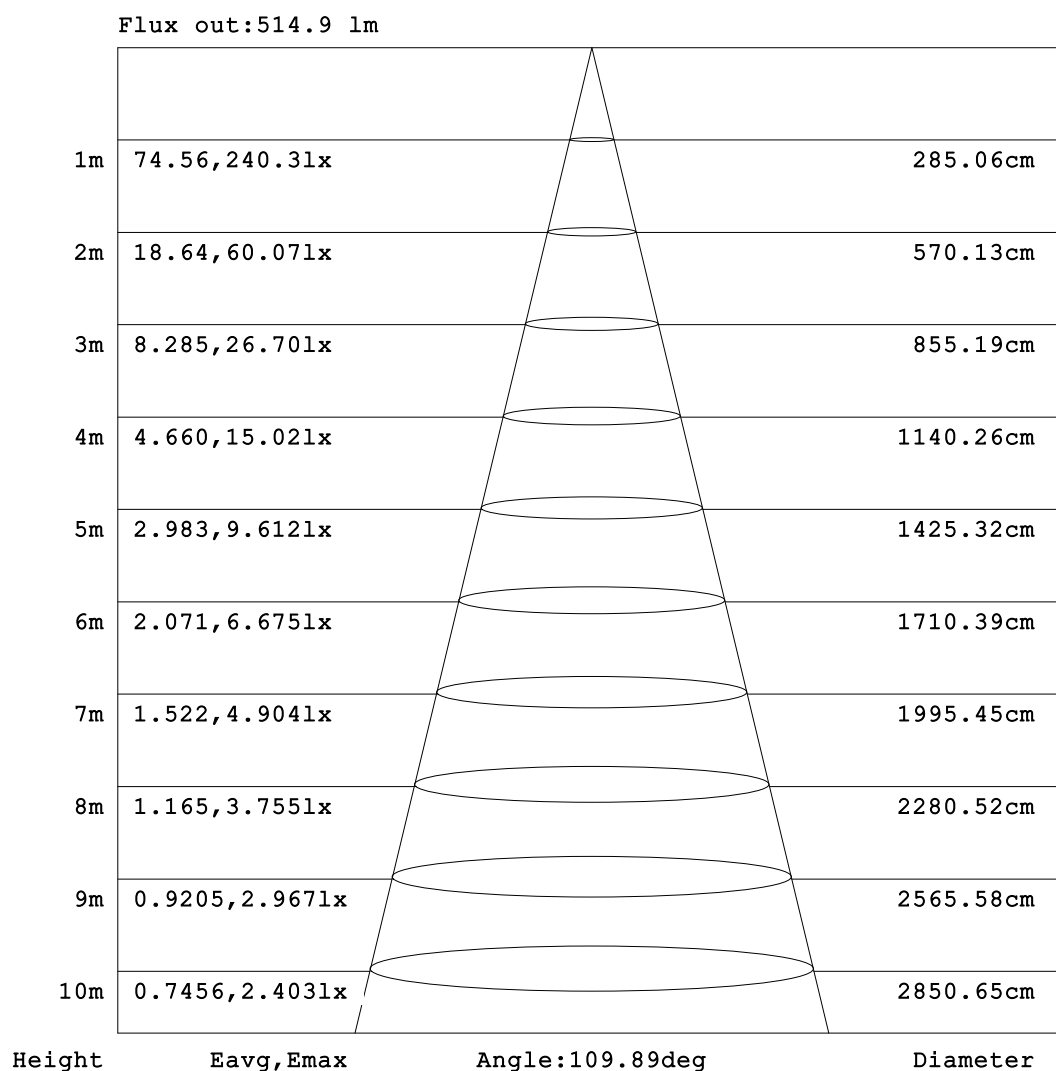 Flux out:514.9 lm
1m 74.56,240.3lx 285.06cm
2m 18.64,60.07lx 570.13cm
3m 8.285,26.70lx 855.19cm
4m 4.660,15.02lx 1140.26cm
5m 2.983,9.612lx 1425.32cm
6m 2.071,6.675lx 1710.39cm
7m 1.522,4.904lx 1995.45cm
8m 1.165,3.755lx 2280.52cm
9m 0.9205,2.967lx 2565.58cm
10m 0.7456,2.403lx 2850.65cm
Height Eavg,Emax Angle:109.89deg Diameter